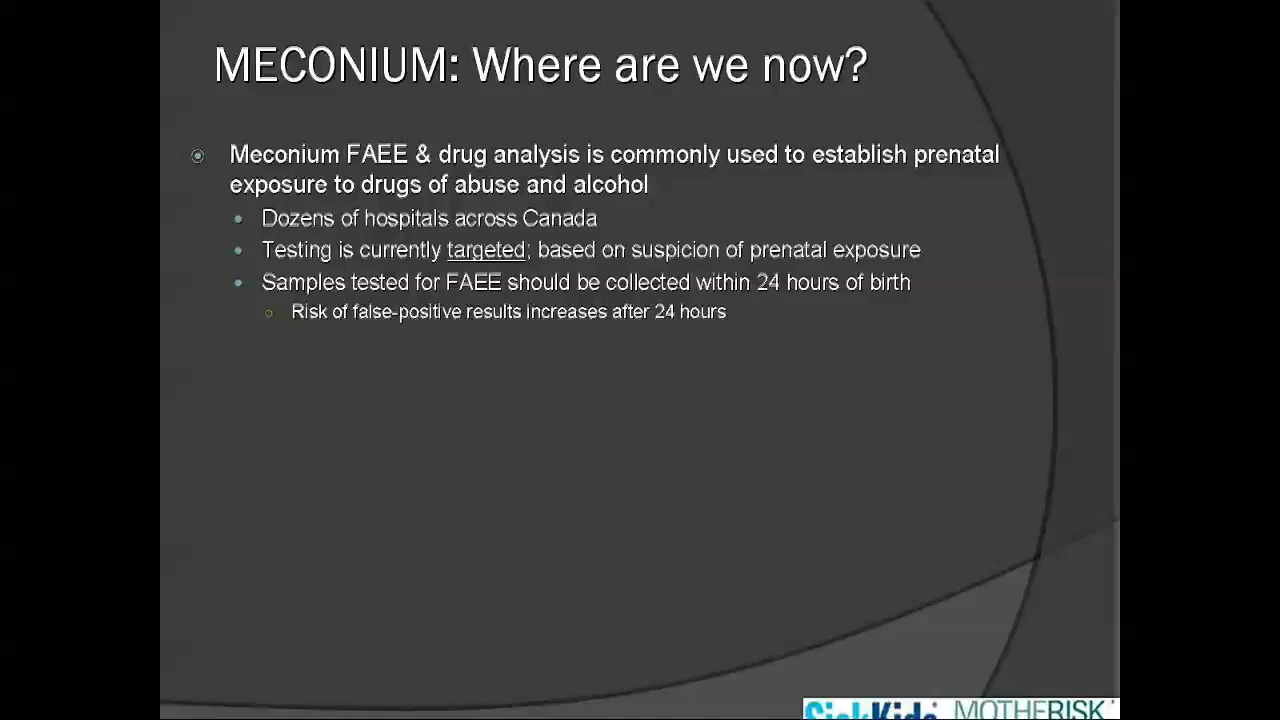 MECONIUM: Where are we now?
Meconium FAEE & drug analysis is commonly used to establish prenatal
exposure to drugs of abuse and alcohol
Dozens of hospitals across Canada
Testing is currently targeted; based on suspicion of prenatal exposure
Samples tested for FAEE should be collected within 24 hours of birth
Risk of false-positive results increases after 24 hours
SickKids MOTHERISK